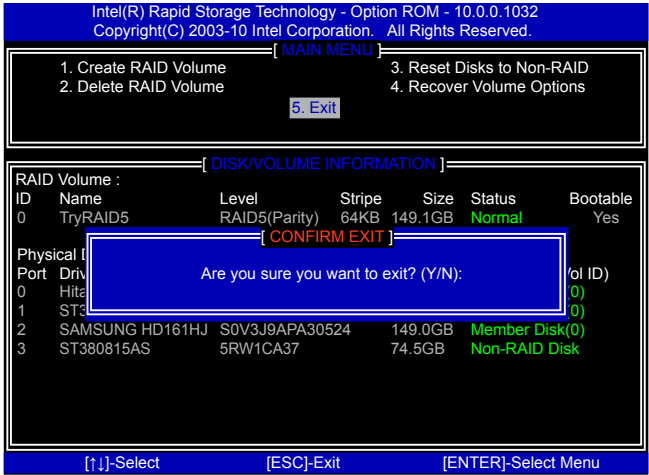 Intel(R) Rapid Storage Technology - Option ROM - 10.0.0.1032
Copyright(C) 2003-10 Intel Corporation. All Rights Reserved.
[ MAIN MENU ]
1. Create RAID Volume 3. Reset Disks to Non-RAID
2. Delete RAID Volume 4. Recover Volume Options
5. Exit
[ DISK/VOLUME INFORMATION ]
RAID Volume :
ID Name Level Stripe Size Status Bootable
0 TryRAID5 RAID5(Parity) 64KB 149.1GB Normal Yes
[ CONFIRM EXIT ]
Are you sure you want to exit? (Y/N):
Physical
Port ol ID)
0 (0)
1 (0)
2 SAMSUNG HD161HJ S0V3J9APA30524 149.0GB Member Disk(0)
3 ST380815AS 5RW1CA37 74.5GB Non-RAID Disk
[↑↓]-Select [ESC]-Exit [ENTER]-Select Menu